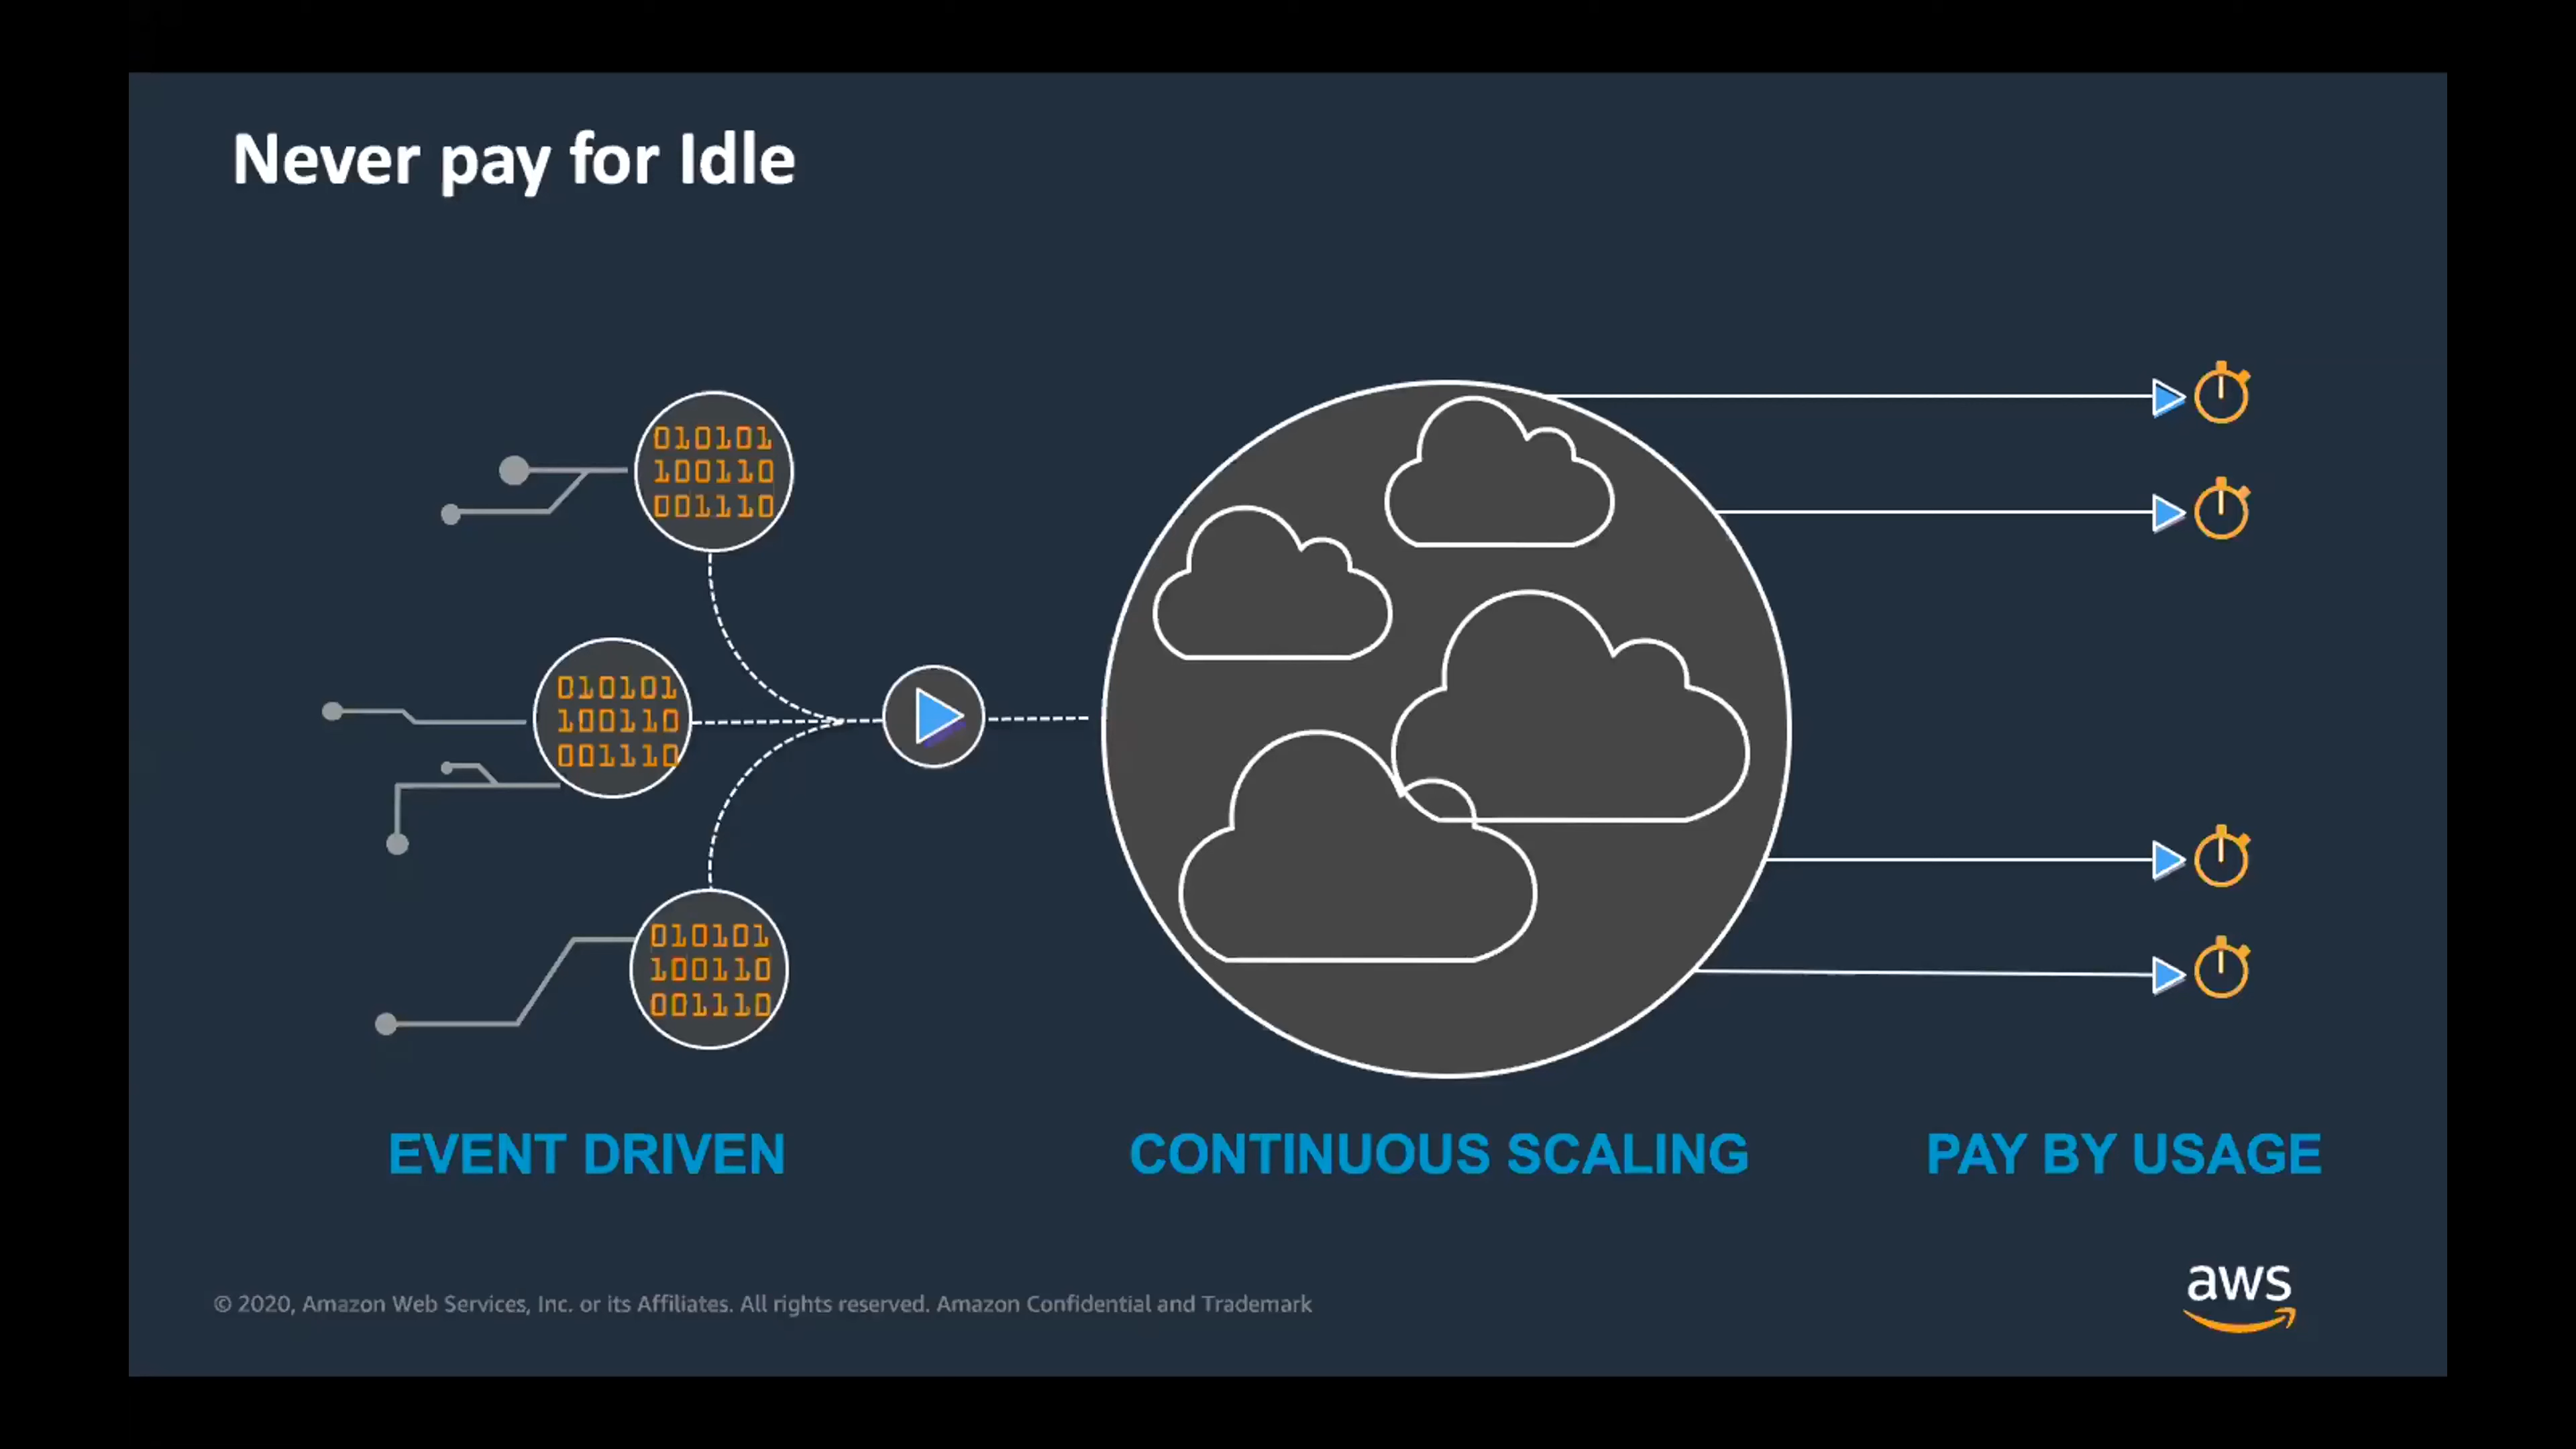 Never pay for Idle
010101
100110
001110
010101
100110
001110
010101
100110
001110
EVENT DRIVEN
CONTINUOUS SCALING
PAY BY USAGE
© 2020, Amazon Web Services, Inc. or its Affiliates. All rights reserved. Amazon Confidential and Trademark
aws